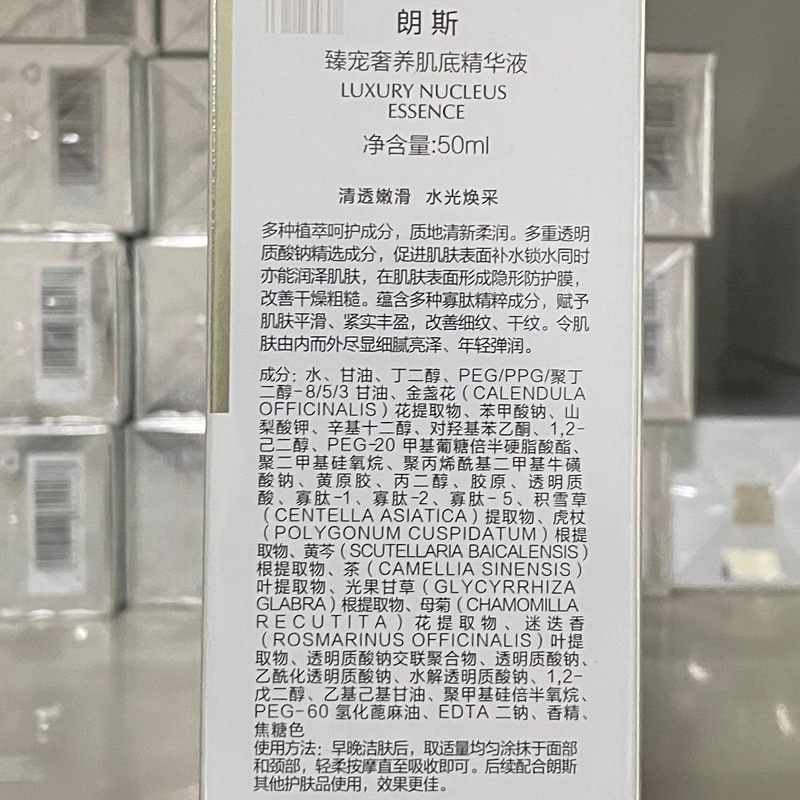 朗斯
臻宠奢养肌底精华液
LUXURY NUCLEUS
ESSENCE
净含量:50ml
清透嫩滑 水光焕采
多种植萃呵护成分，质地清新柔润。多重透明
质酸钠精选成分，促进肌肤表面补水锁水同时
亦能润泽肌肤，在肌肤表面形成隐形防护膜，
改善干燥粗糙。蕴含多种寡肽精粹成分，赋予
肌肤平滑、紧实丰盈，改善细纹、干纹。令肌
肤由内而外尽显细腻亮泽、年轻弹润。
成分：水、甘油、丁二醇、PEG/PPG/聚丁
二醇-8/5/3 甘油、金盏花（CALENDULA
OFFICINALIS）花提取物、苯甲酸钠、山
梨酸钾、辛基十二醇、对羟基苯乙酮、1,2-
己二醇、PEG-20 甲基葡糖倍半硬脂酸酯、
聚二甲基硅氧烷、聚丙烯酰基二甲基牛磺
酸钠、黄原胶、丙二醇、胶原、透明质
酸、寡肽-1、寡肽-2、寡肽-5、积雪草
（CENTELLA ASIATICA）提取物、虎杖
（POLYGONUM CUSPIDATUM）根提
取物、黄芩（SCUTELLARIA BAICALENSIS）
根提取物、茶（CAMELLIA SINENSIS）
叶提取物、光果甘草（GLYCYRRHIZA
GLABRA）根提取物、母菊（CHAMOMILLA
RECUTITA）花提取物、迷迭香
（ROSMARINUS OFFICINALIS）叶提
取物、透明质酸钠交联聚合物、透明质酸钠、
乙酰化透明质酸钠、水解透明质酸钠、1,2-
戊二醇、乙基己基甘油、聚甲基硅倍半氧烷、
PEG-60 氢化蓖麻油、EDTA 二钠、香精、
焦糖色
使用方法：早晚洁肤后，取适量均匀涂抹于面部
和颈部，轻柔按摩直至吸收即可。后续配合朗斯
其他护肤品使用，效果更佳。